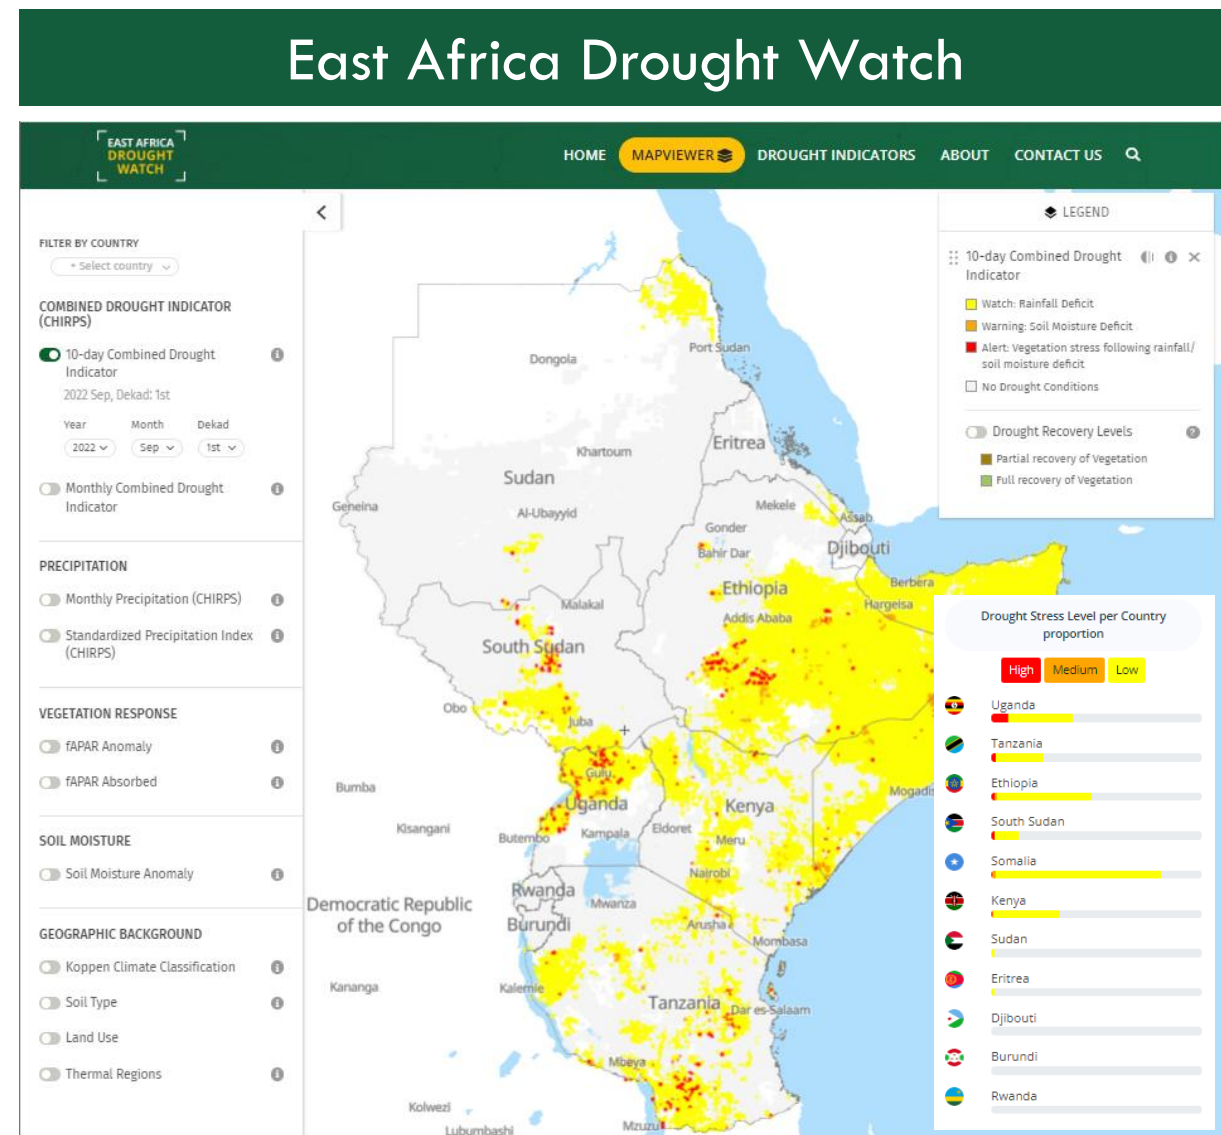 East Africa Drought Watch
EAST AFRICA
DROUGHT
WATCH
HOME MAPVIEWER DROUGHT INDICATORS ABOUT CONTACT US
FILTER BY COUNTRY
+ Select country
COMBINED DROUGHT INDICATOR
(CHIRPS)
10-day Combined Drought
Indicator
2022 Sep, Dekad: 1st
Year Month Dekad
2022 Sep 1st
Monthly Combined Drought
Indicator
PRECIPITATION
Monthly Precipitation (CHIRPS)
Standardized Precipitation Index
(CHIRPS)
VEGETATION RESPONSE
fAPAR Anomaly
fAPAR Absorbed
SOIL MOISTURE
Soil Moisture Anomaly
GEOGRAPHIC BACKGROUND
Koppen Climate Classification
Soil Type
Land Use
Thermal Regions
Port Sudan
Dongola
Eritrea
Khartoum
Sudan
Geneina
Al-Ubayyid
Mekele
Assab
Gonder
Bahir Dar
Djibouti
Berbera
Ethiopia
Malakal
Hargeisa
Addis Ababa
South Sudan
Obo
Juba
Gulu
Bumba
Mogadis
Uganda
Kenya
Kisangani
Butembo
Kampala
Eldoret
Meru
Nairobi
Rwanda
Mwanza
Democratic Republic
of the Congo
Burundi
Arusha
Mombasa
Kananga
Kalemie
Tanzania
Dar es-Salaam
Mbeya
Kolwezi
Mzuzu
Lubumbashi
LEGEND
10-day Combined Drought
Indicator
Watch: Rainfall Deficit
Warning: Soil Moisture Deficit
Alert: Vegetation stress following rainfall/
soil moisture deficit
No Drought Conditions
Drought Recovery Levels
Partial recovery of Vegetation
Full recovery of Vegetation
Drought Stress Level per Country
proportion
High Medium Low
Uganda
Tanzania
Ethiopia
South Sudan
Somalia
Kenya
Sudan
Eritrea
Djibouti
Burundi
Rwanda